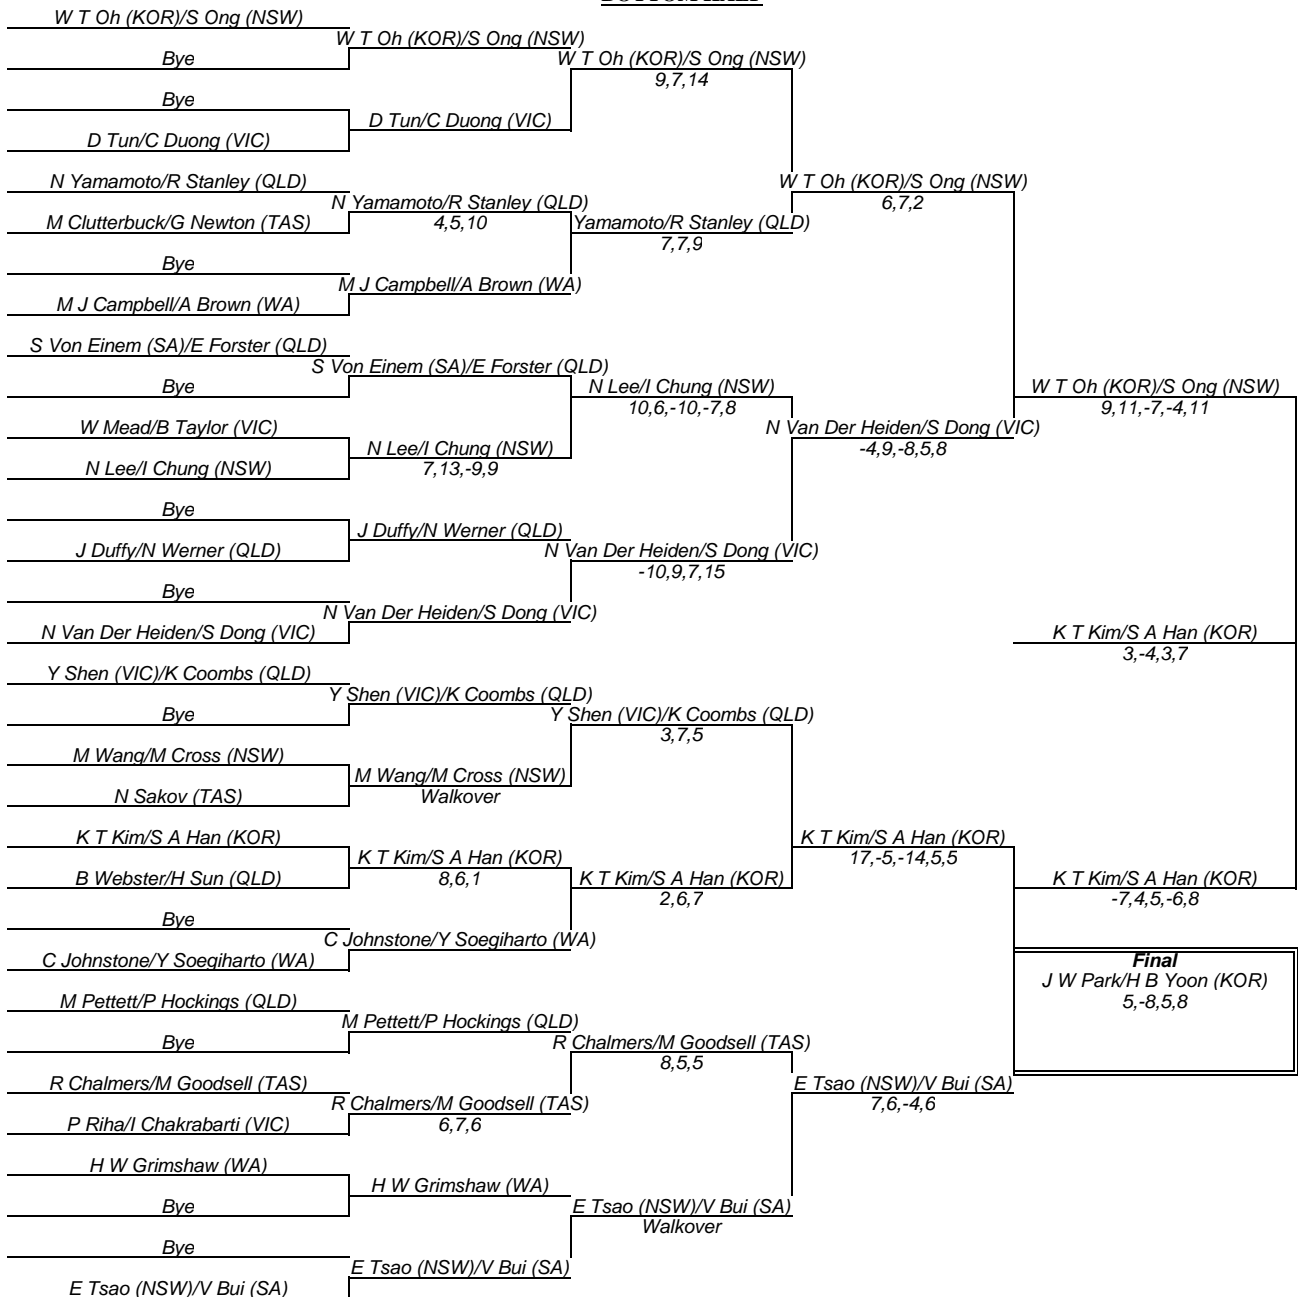 W T Oh (KOR)/S Ong (NSW)
W T Oh (KOR)/S Ong (NSW)
Bye
W T Oh (KOR)/S Ong (NSW)
9,7,14
Bye
D Tun/C Duong (VIC)
D Tun/C Duong (VIC)
N Yamamoto/R Stanley (QLD)
W T Oh (KOR)/S Ong (NSW)
6,7,2
N Yamamoto/R Stanley (QLD)
M Clutterbuck/G Newton (TAS)
4,5,10
Yamamoto/R Stanley (QLD)
7,7,9
Bye
M J Campbell/A Brown (WA)
M J Campbell/A Brown (WA)
S Von Einem (SA)/E Forster (QLD)
S Von Einem (SA)/E Forster (QLD)
Bye
N Lee/I Chung (NSW)
10,6,-10,-7,8
W T Oh (KOR)/S Ong (NSW)
9,11,-7,-4,11
W Mead/B Taylor (VIC)
N Van Der Heiden/S Dong (VIC)
-4,9,-8,5,8
N Lee/I Chung (NSW)
7,13,-9,9
N Lee/I Chung (NSW)
Bye
J Duffy/N Werner (QLD)
J Duffy/N Werner (QLD)
N Van Der Heiden/S Dong (VIC)
-10,9,7,15
Bye
N Van Der Heiden/S Dong (VIC)
N Van Der Heiden/S Dong (VIC)
K T Kim/S A Han (KOR)
3,-4,3,7
Y Shen (VIC)/K Coombs (QLD)
Y Shen (VIC)/K Coombs (QLD)
Bye
Y Shen (VIC)/K Coombs (QLD)
3,7,5
M Wang/M Cross (NSW)
M Wang/M Cross (NSW)
Walkover
N Sakov (TAS)
K T Kim/S A Han (KOR)
K T Kim/S A Han (KOR)
17,-5,-14,5,5
K T Kim/S A Han (KOR)
8,6,1
B Webster/H Sun (QLD)
K T Kim/S A Han (KOR)
2,6,7
K T Kim/S A Han (KOR)
-7,4,5,-6,8
Bye
C Johnstone/Y Soegiharto (WA)
C Johnstone/Y Soegiharto (WA)
Final
J W Park/H B Yoon (KOR)
5,-8,5,8
M Pettett/P Hockings (QLD)
M Pettett/P Hockings (QLD)
Bye
R Chalmers/M Goodsell (TAS)
8,5,5
R Chalmers/M Goodsell (TAS)
E Tsao (NSW)/V Bui (SA)
7,6,-4,6
R Chalmers/M Goodsell (TAS)
6,7,6
P Riha/I Chakrabarti (VIC)
H W Grimshaw (WA)
H W Grimshaw (WA)
Bye
E Tsao (NSW)/V Bui (SA)
Walkover
Bye
E Tsao (NSW)/V Bui (SA)
E Tsao (NSW)/V Bui (SA)